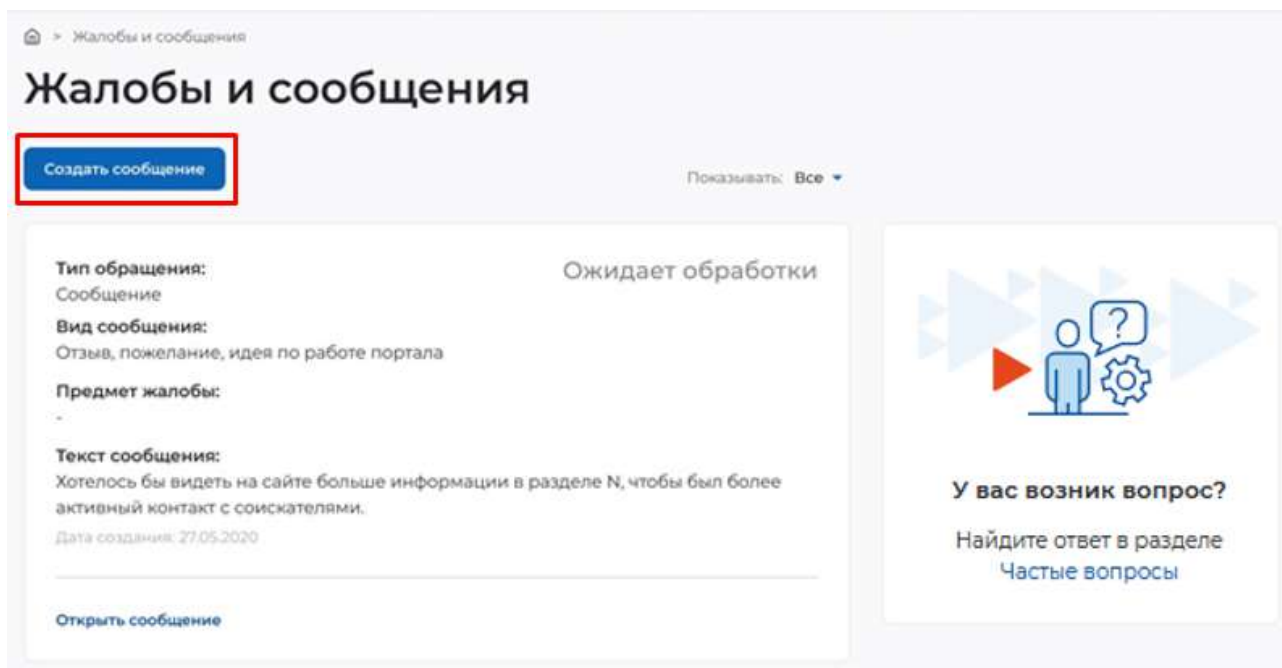 > Жалобы и сообщения
Жалобы и сообщения
Создать сообщение
Показывать: Все
Тип обращения:
Сообщение
Ожидает обработки
Вид сообщения:
Отзыв, пожелание, идея по работе портала
Предмет жалобы:
-
Текст сообщения:
Хотелось бы видеть на сайте больше информации в разделе N, чтобы был более
активный контакт с соискателями.
Дата создания: 27.05.2020
Открыть сообщение
?
У вас возник вопрос?
Найдите ответ в разделе
Частые вопросы